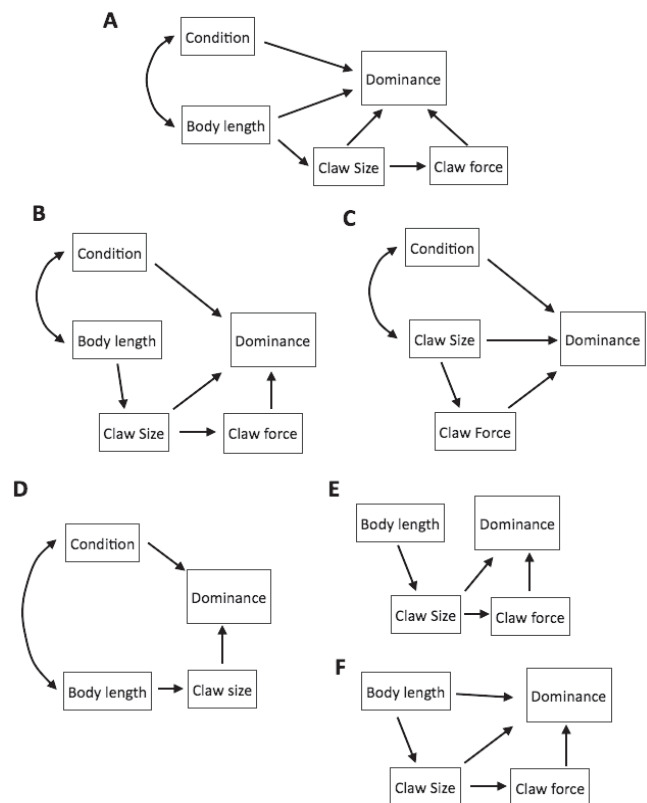 A
Condition
Dominance
Body length
Claw Size
Claw force
B
Condition
Body length
Dominance
Claw Size
Claw force
C
Condition
Claw Size
Dominance
Claw Force
D
Condition
Dominance
Body length
Claw size
E
Body length
Dominance
Claw Size
Claw force
F
Body length
Dominance
Claw Size
Claw force